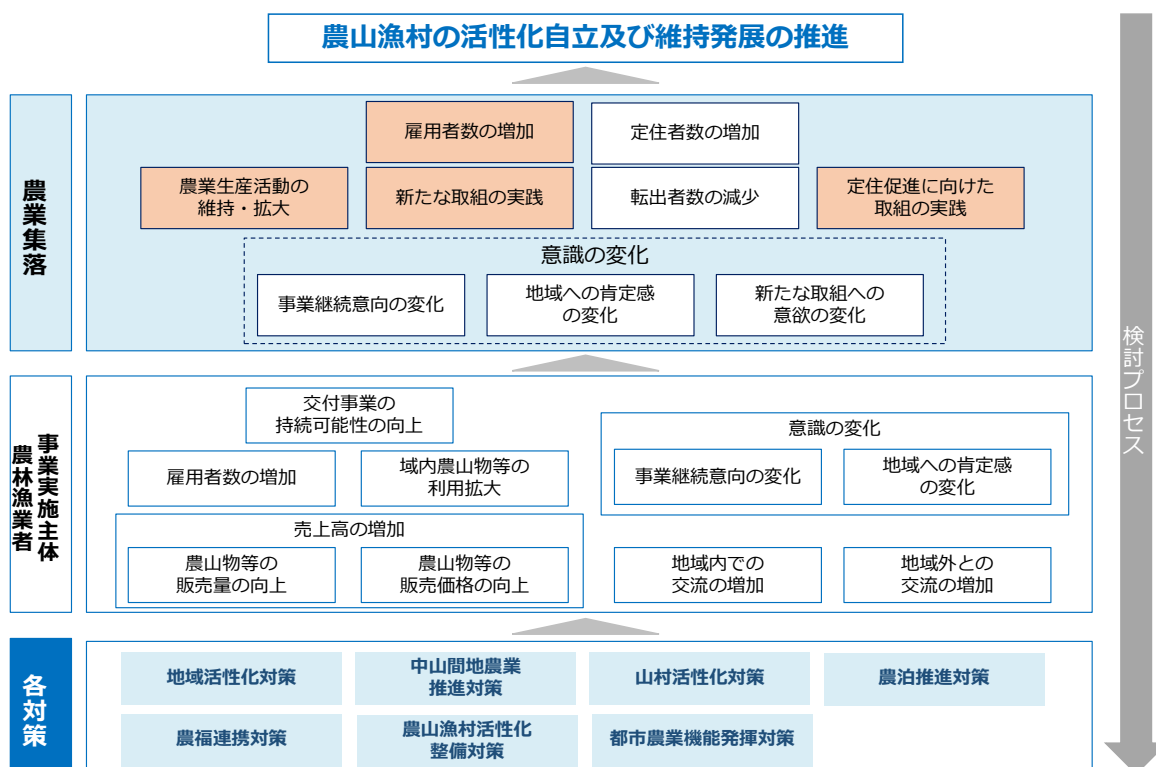 農山漁村の活性化自立及び維持発展の推進
農業集落
雇用者数の増加
定住者数の増加
農業生産活動の
維持・拡大
新たな取組の実践
転出者数の減少
定住促進に向けた
取組の実践
意識の変化
事業継続意向の変化
地域への肯定感
の変化
新たな取組への
意欲の変化
検討プロセス
事業実施主体
農林漁業者
交付事業の
持続可能性の向上
雇用者数の増加
域内農山物等の
利用拡大
売上高の増加
農山物等の
販売量の向上
農山物等の
販売価格の向上
意識の変化
事業継続意向の変化
地域への肯定感
の変化
地域内での
交流の増加
地域外との
交流の増加
各対策
地域活性化対策
中山間地農業
推進対策
山村活性化対策
農泊推進対策
農福連携対策
農山漁村活性化
整備対策
都市農業機能発揮対策